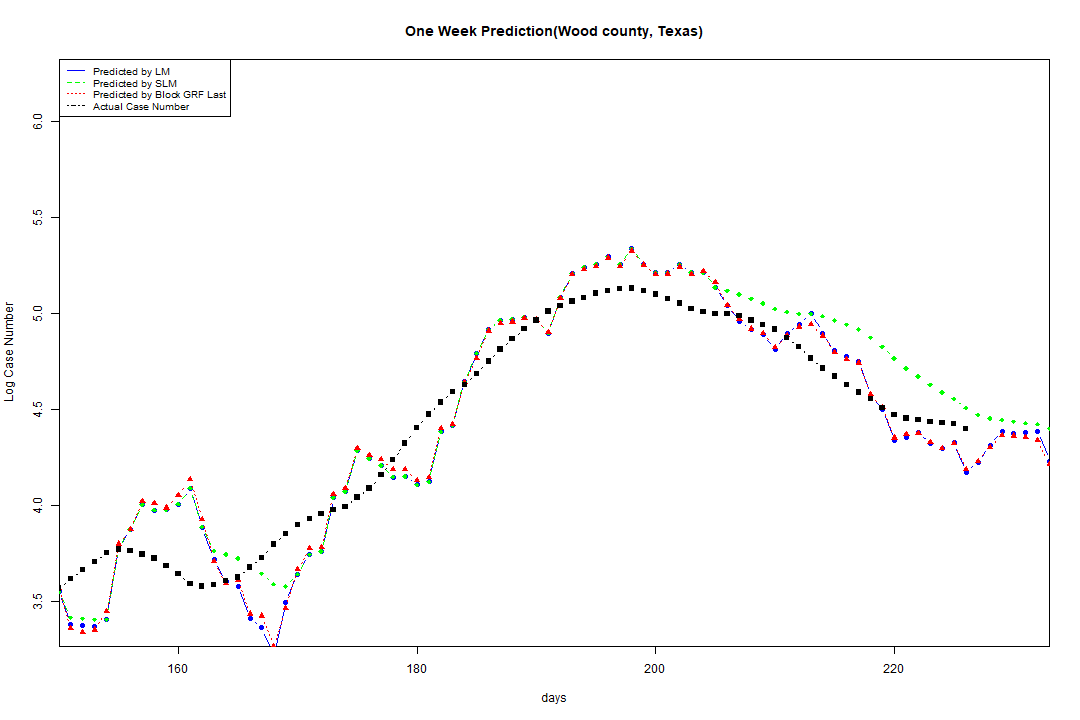 One Week Prediction(Wood county, Texas)
Predicted by LM
Predicted by SLM
Predicted by Block GRF Last
Actual Case Number
6.0
5.5
5.0
4.5
4.0
3.5
Log Case Number
160 180 200 220
days